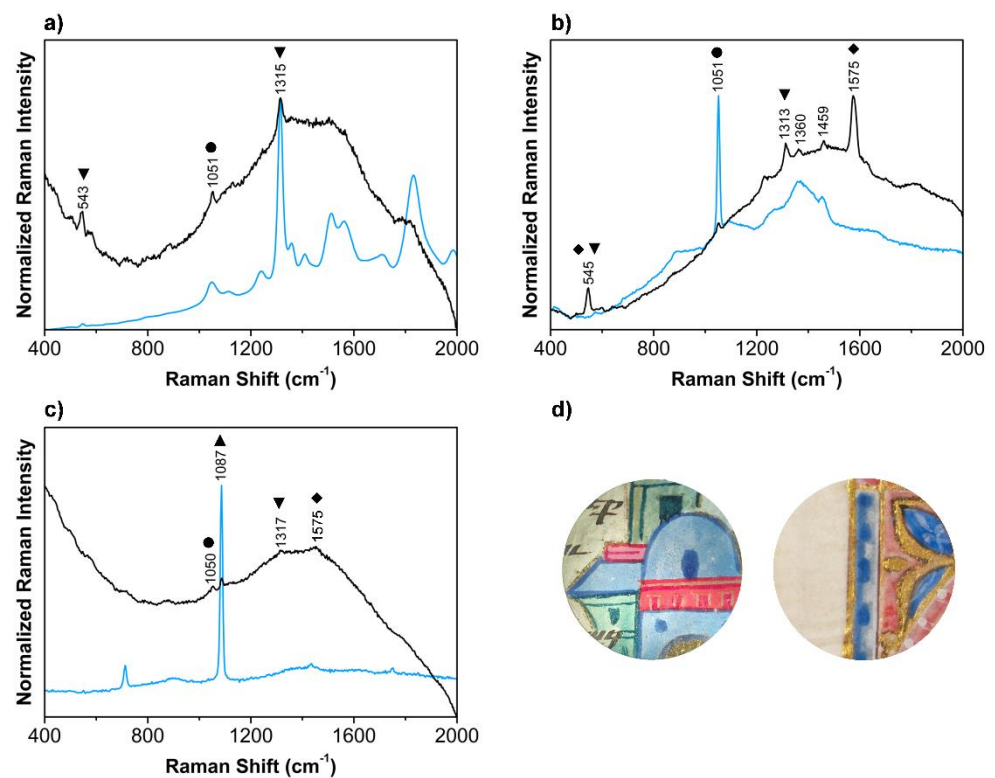 a)
Normalized Raman Intensity
▼
1315
●
1051
▼
543
400 800 1200 1600 2000
Raman Shift (cm⁻¹)
b)
Normalized Raman Intensity
●
1051
◆
1575
▼
1313
1360
1459
◆ ▼
545
400 800 1200 1600 2000
Raman Shift (cm⁻¹)
c)
Normalized Raman Intensity
▲
1087
●
1050
▼
1317
◆
1575
400 800 1200 1600 2000
Raman Shift (cm⁻¹)
d)